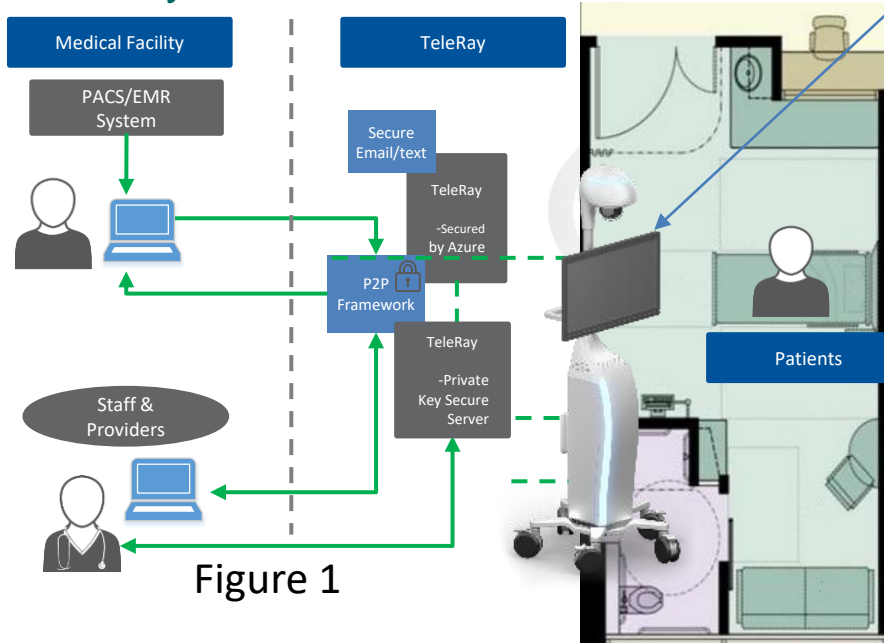 Medical Facility
TeleRay
PACS/EMR
System
Secure
Email/text
TeleRay
-Secured
by Azure
P2P
Framework
TeleRay
-Private
Key Secure
Server
Patients
Staff &
Providers
Figure 1